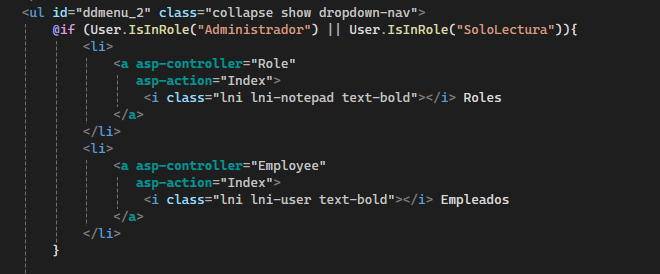 <ul id="ddmenu_2" class="collapse show dropdown-nav">
@if (User.IsInRole("Administrador") || User.IsInRole("SoloLectura")){
<li>
<a asp-controller="Role"
asp-action="Index">
<i class="lni lni-notepad text-bold"></i> Roles
</a>
</li>
<li>
<a asp-controller="Employee"
asp-action="Index">
<i class="lni lni-user text-bold"></i> Empleados
</a>
</li>
}